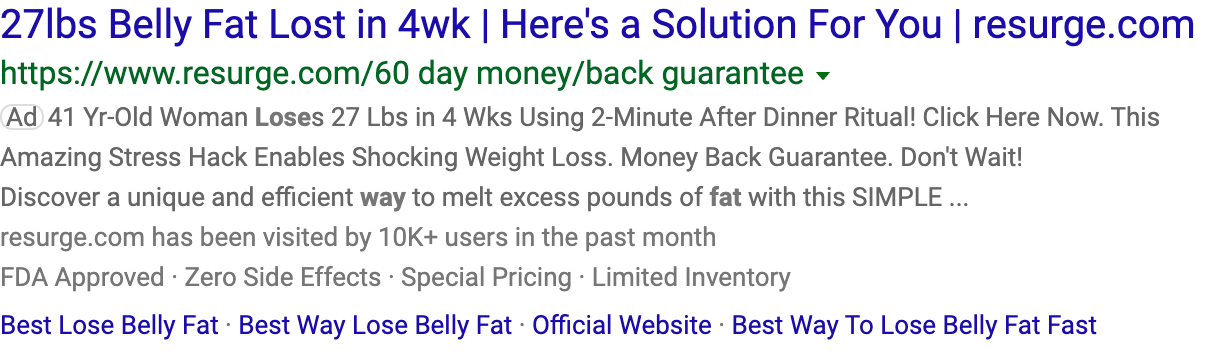 27lbs Belly Fat Lost in 4wk | Here's a Solution For You | resurge.com
https://www.resurge.com/60 day money/back guarantee
Ad 41 Yr-Old Woman Loses 27 Lbs in 4 Wks Using 2-Minute After Dinner Ritual! Click Here Now. This
Amazing Stress Hack Enables Shocking Weight Loss. Money Back Guarantee. Don't Wait!
Discover a unique and efficient way to melt excess pounds of fat with this SIMPLE ...
resurge.com has been visited by 10K+ users in the past month
FDA Approved · Zero Side Effects · Special Pricing · Limited Inventory
Best Lose Belly Fat · Best Way Lose Belly Fat · Official Website · Best Way To Lose Belly Fat Fast